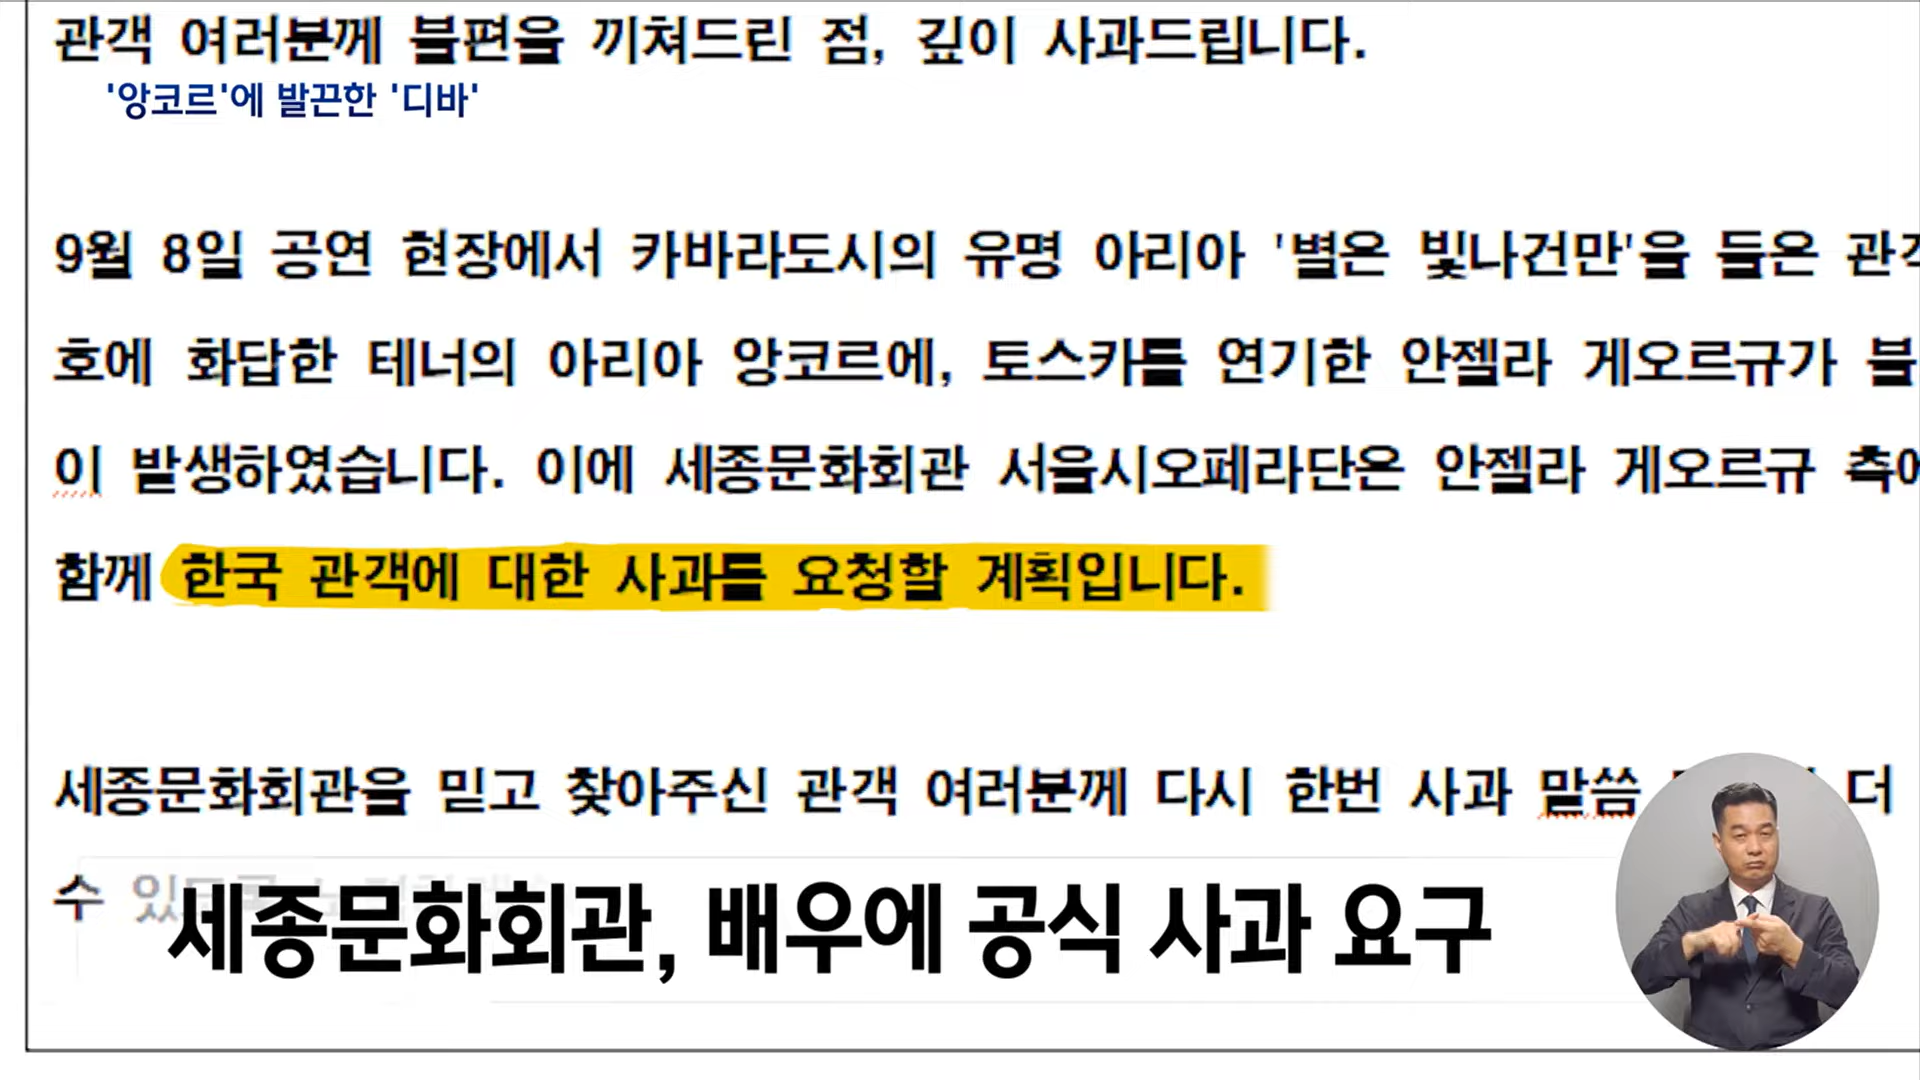 관객 여러분께 불편을 끼쳐드린 점, 깊이 사과드립니다.
'앙코르'에 발끈한 '디바'
9월 8일 공연 현장에서 카바라도시의 유명 아리아 '별은 빛나건만'을 들은
호에 화답한 테너의 아리아 앙코르에, 토스카를 연기한 안젤라 게오르규가
이 발생하였습니다. 이에 세종문화회관 서울시오페라단은 안젤라 게오르규
함께 한국 관객에 대한 사과를 요청할 계획입니다.
세종문화회관을 믿고 찾아주신 관객 여러분께 다시 한번 사과 말씀 더
수
세종문화회관, 배우에 공식 사과 요구